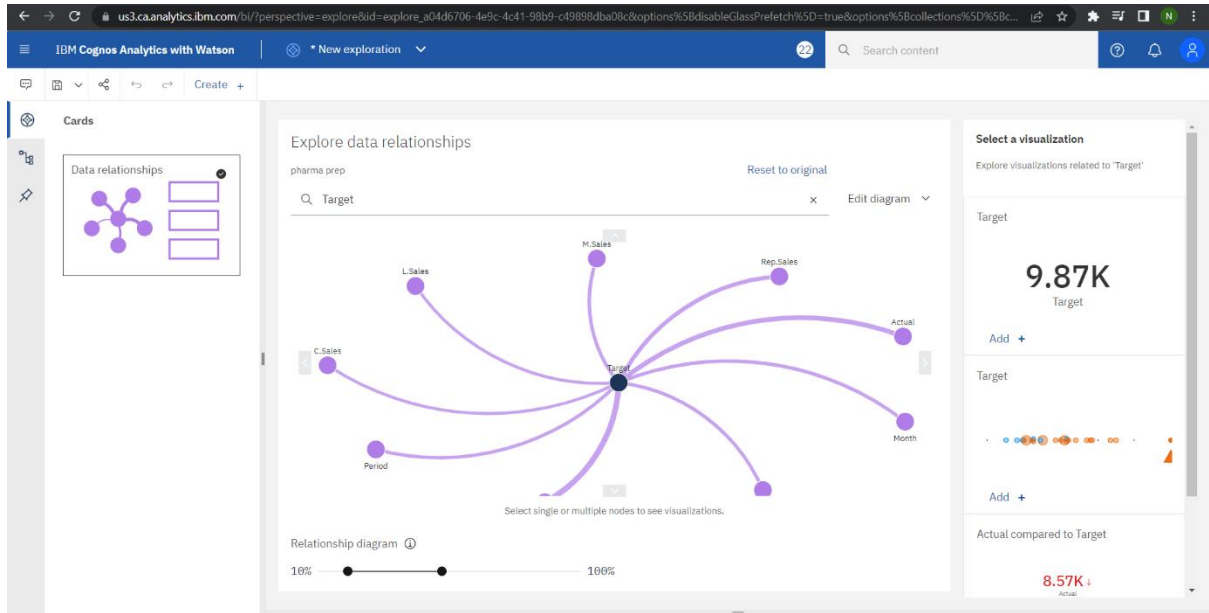 us3.ca.analytics.ibm.com/bi/?perspective=explore&id=explore_a04d6706-4e9c-4c41-98b9-c49898dba08c&options%5BdisableGlassPrefetch%5D=true&options%5Bcollections%5D%5Bc...
N
IBM Cognos Analytics with Watson
* New exploration
22
Search content
Create +
Cards
Data relationships
Explore data relationships
pharma prep
Reset to original
Target
Edit diagram
M.Sales
L.Sales
Rep.Sales
Actual
C.Sales
Target
Month
Period
Select single or multiple nodes to see visualizations.
Relationship diagram
10%
100%
Select a visualization
Explore visualizations related to 'Target'
Target
9.87K
Target
Add +
Target
Add +
Actual compared to Target
8.57K↓
Actual